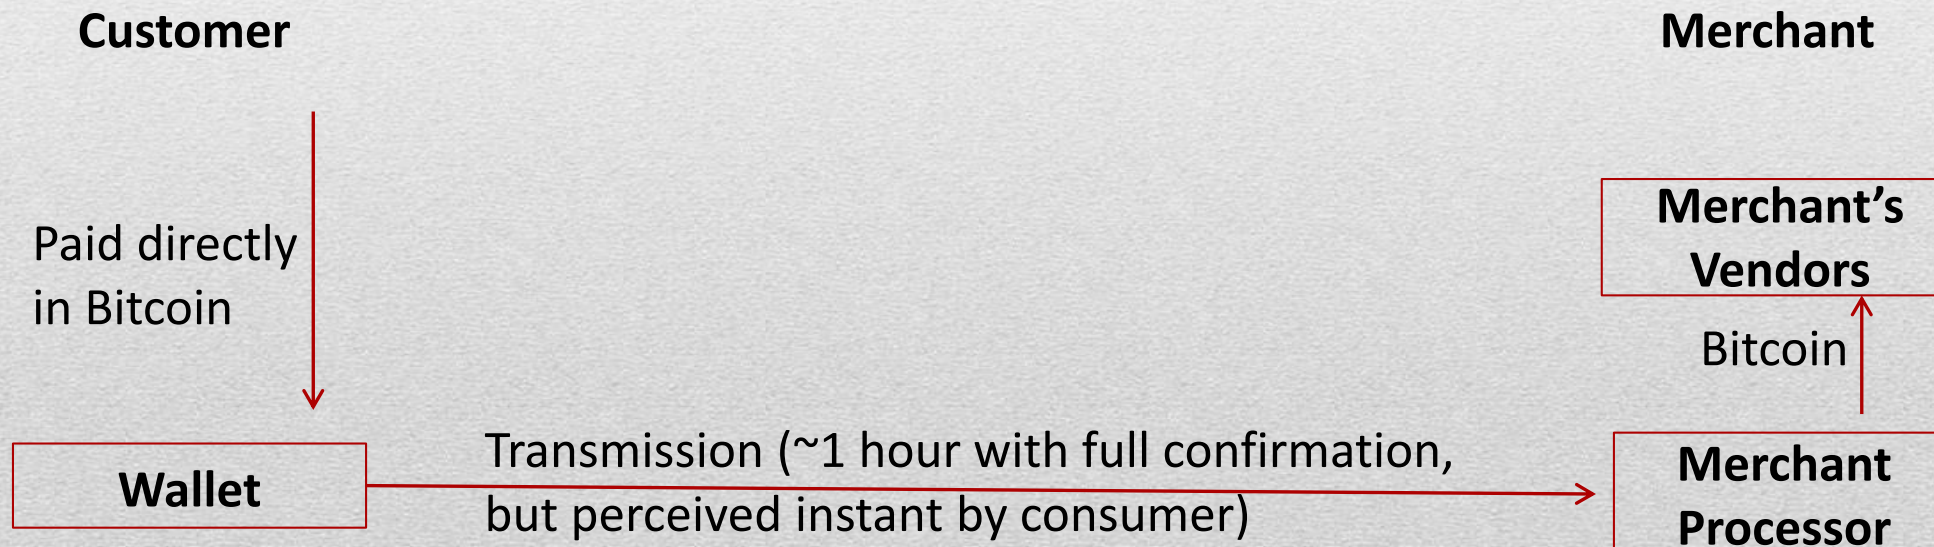 Customer
Merchant
Paid directly
in Bitcoin
Merchant’s
Vendors
Bitcoin
Wallet
Transmission (~1 hour with full confirmation,
but perceived instant by consumer)
Merchant
Processor